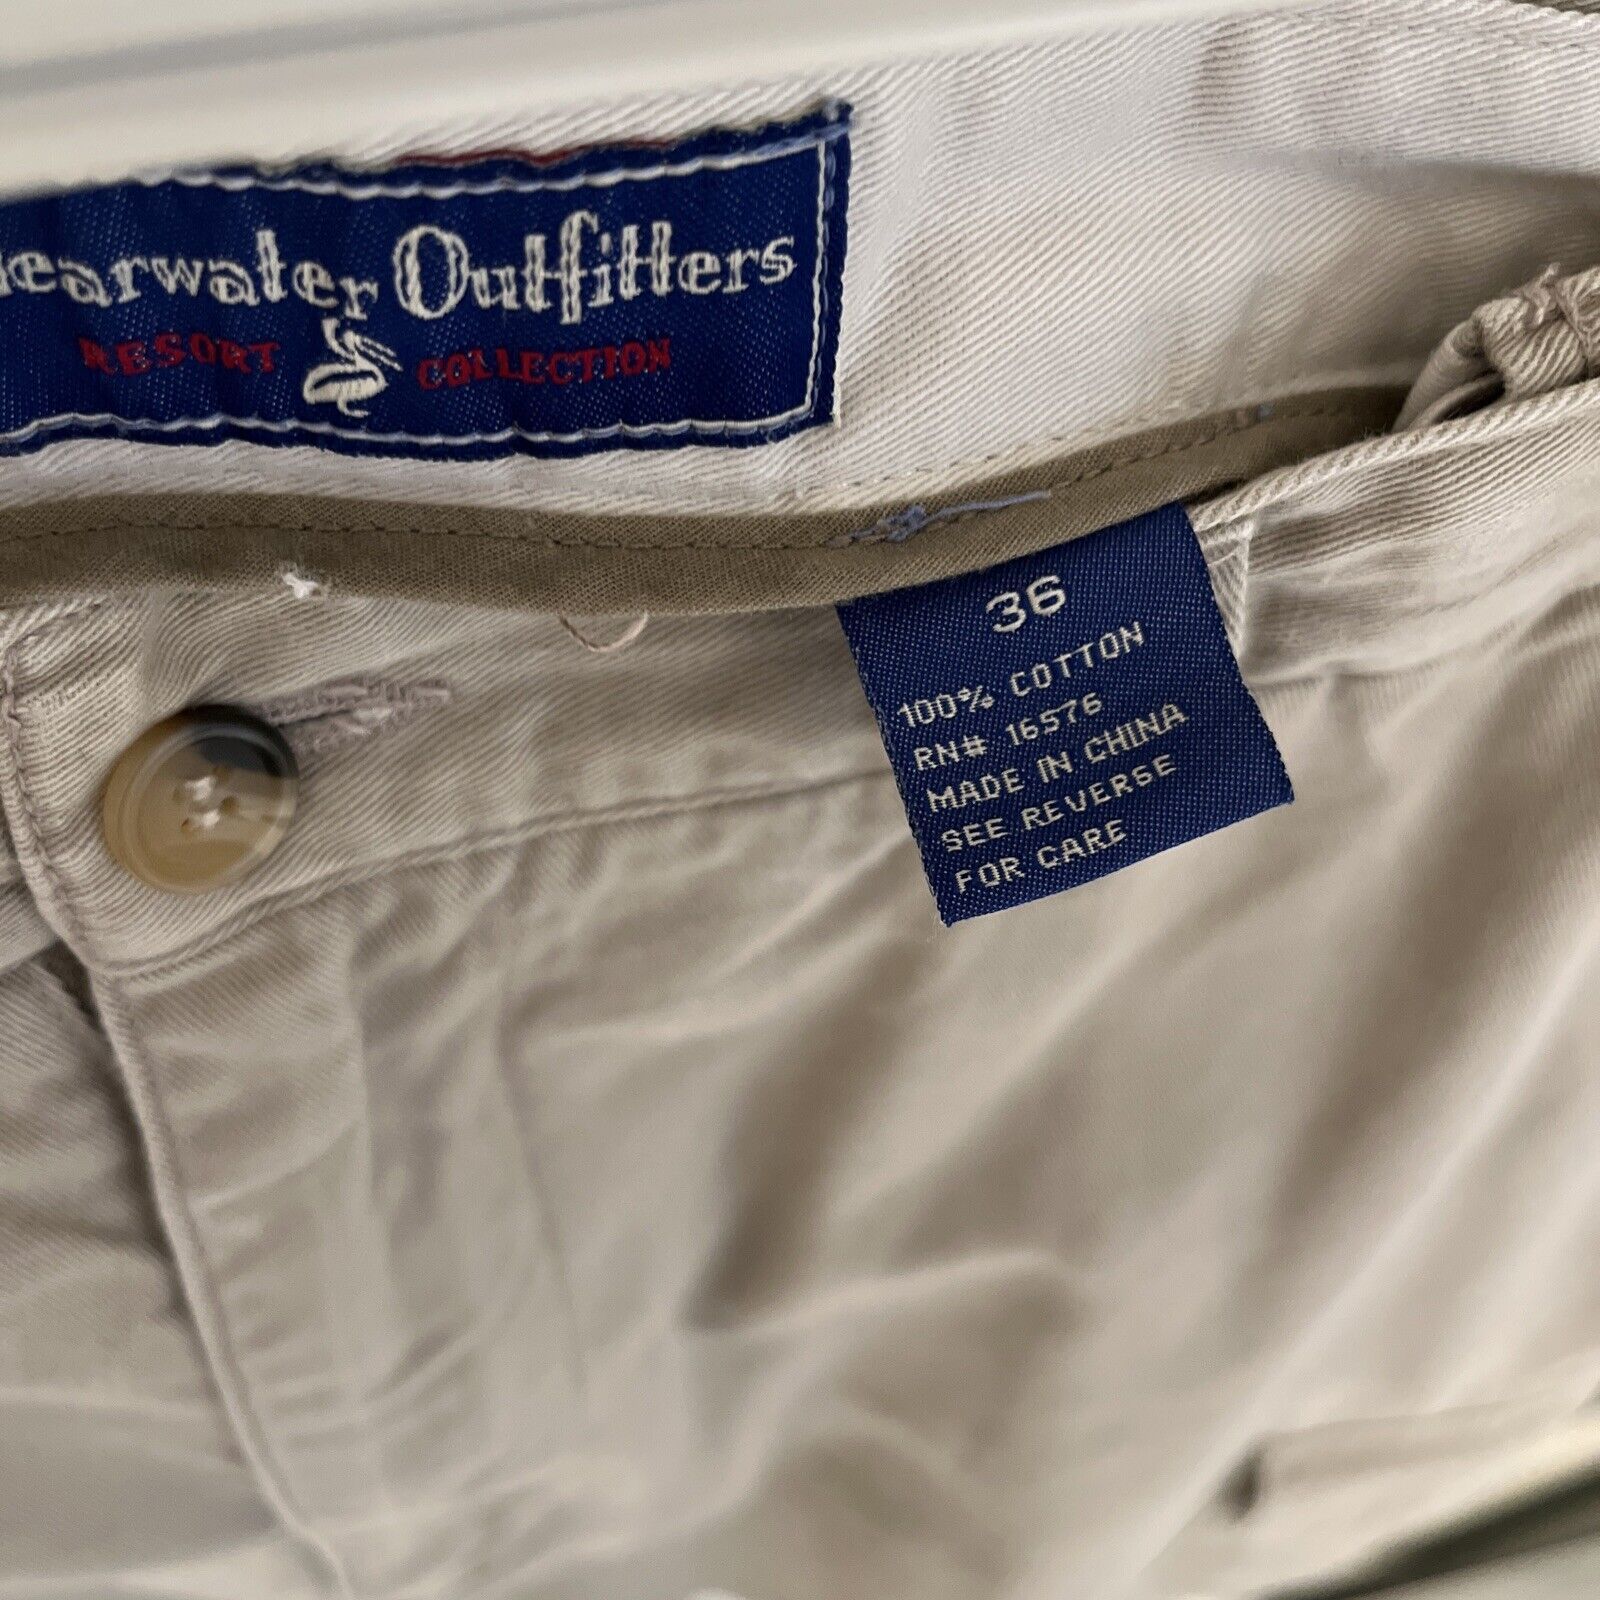 learwater Outfitters
RESORT COLLECTION
36
100% COTTON
RN# 16576
MADE IN CHINA
SEE REVERSE
FOR CARE